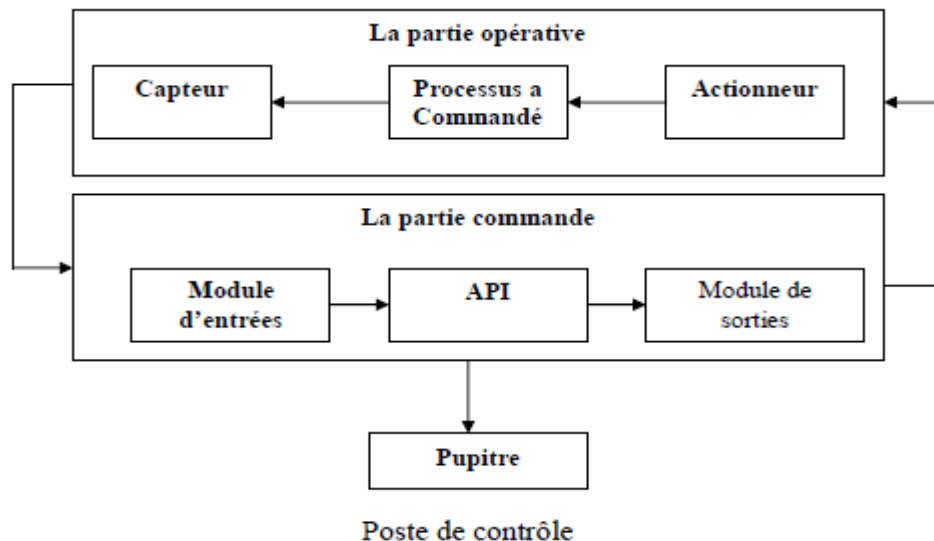 La partie opérative
Capteur
Processus a
Commandé
Actionneur
La partie commande
Module
d'entrées
API
Module de
sorties
Pupitre
Poste de contrôle